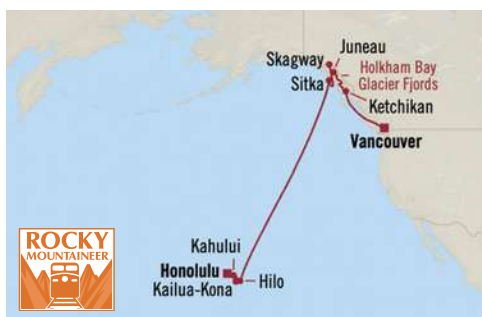 Juneau
Skagway
Holkham Bay
Glacier Fjords
Sitka
Ketchikan
Vancouver
Kahului
Honolulu
Hilo
Kailua-Kona
ROCKY
MOUNTAINEER